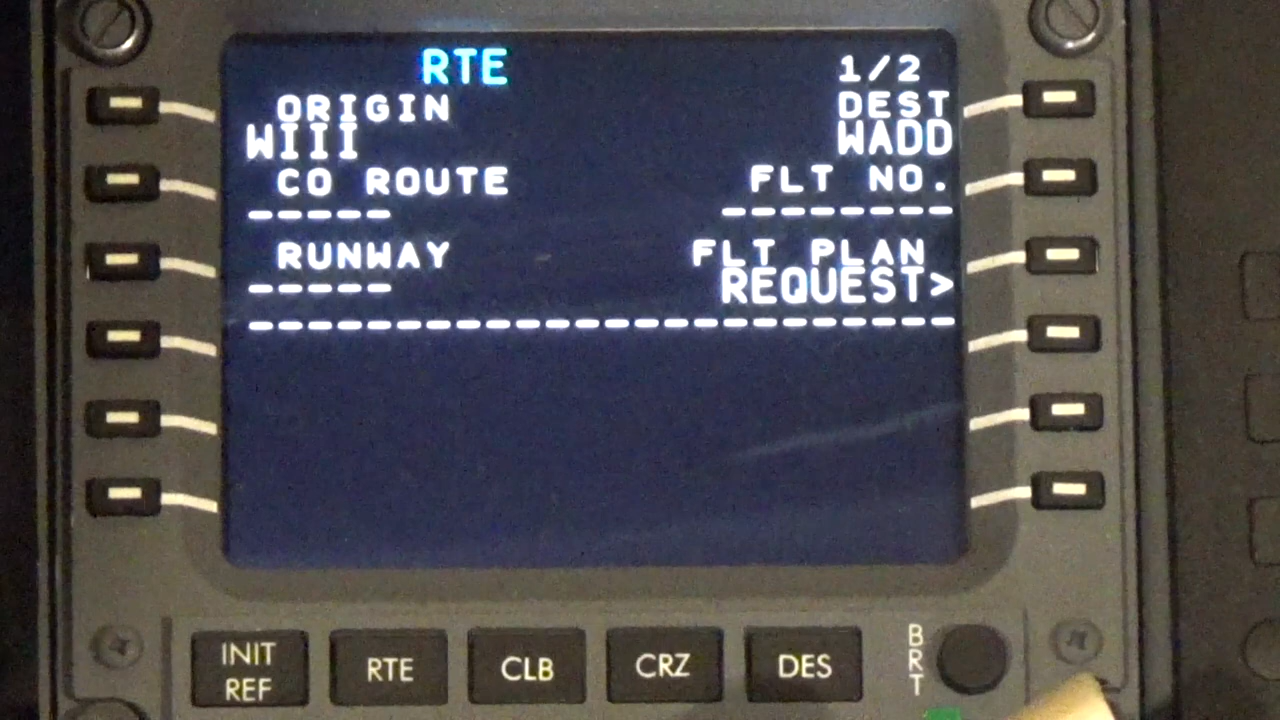 RTE 1/2
ORIGIN DEST
WIII WADD
CO ROUTE FLT NO.
----- --------
RUNWAY FLT PLAN
----- REQUEST>
------------------------
INIT REF RTE CLB CRZ DES BRT